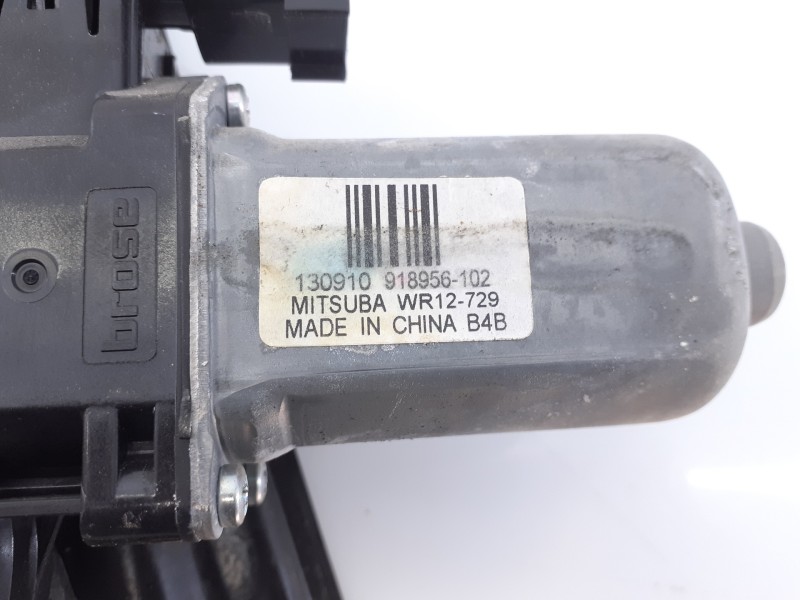 brose
130910 918956-102
MITSUBA WR12-729
MADE IN CHINA B4B